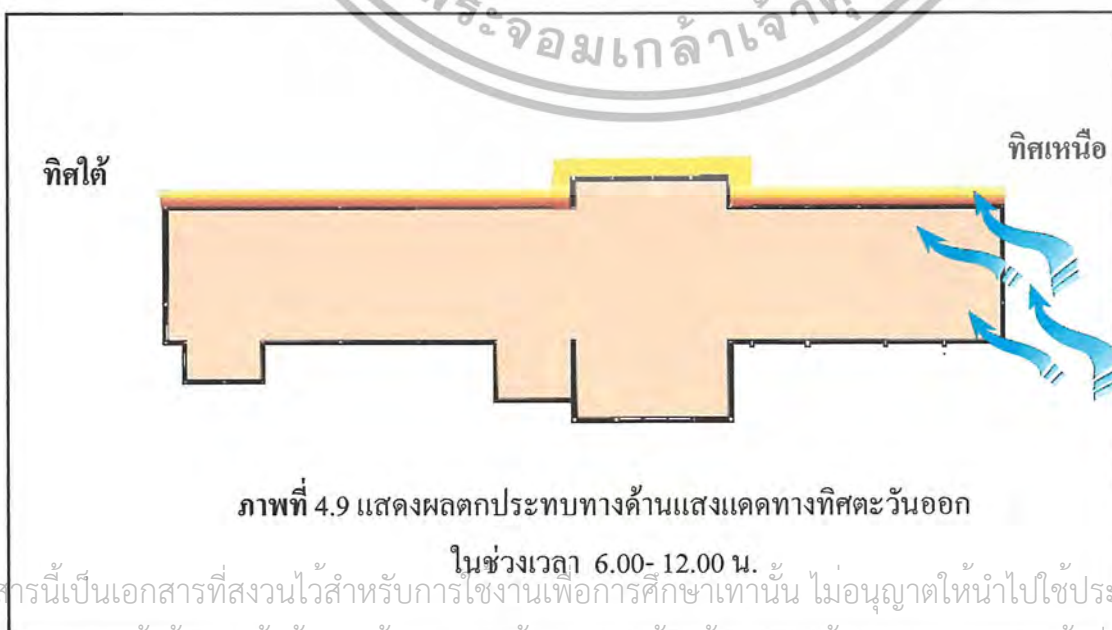 พระจอมเกล้าเจ้า
ทิศใต้
ทิศเหนือ
ภาพที่ 4.9 แสดงผลตกประทบทางด้านแสงแดดทางทิศตะวันออก
ในช่วงเวลา 6.00- 12.00 น.
สารนี้เป็นเอกสารที่สงวนไว้สำหรับการใช้งานเพื่อการศึกษาเท่านั้น ไม่อนุญาตให้นำไปใช้ประ